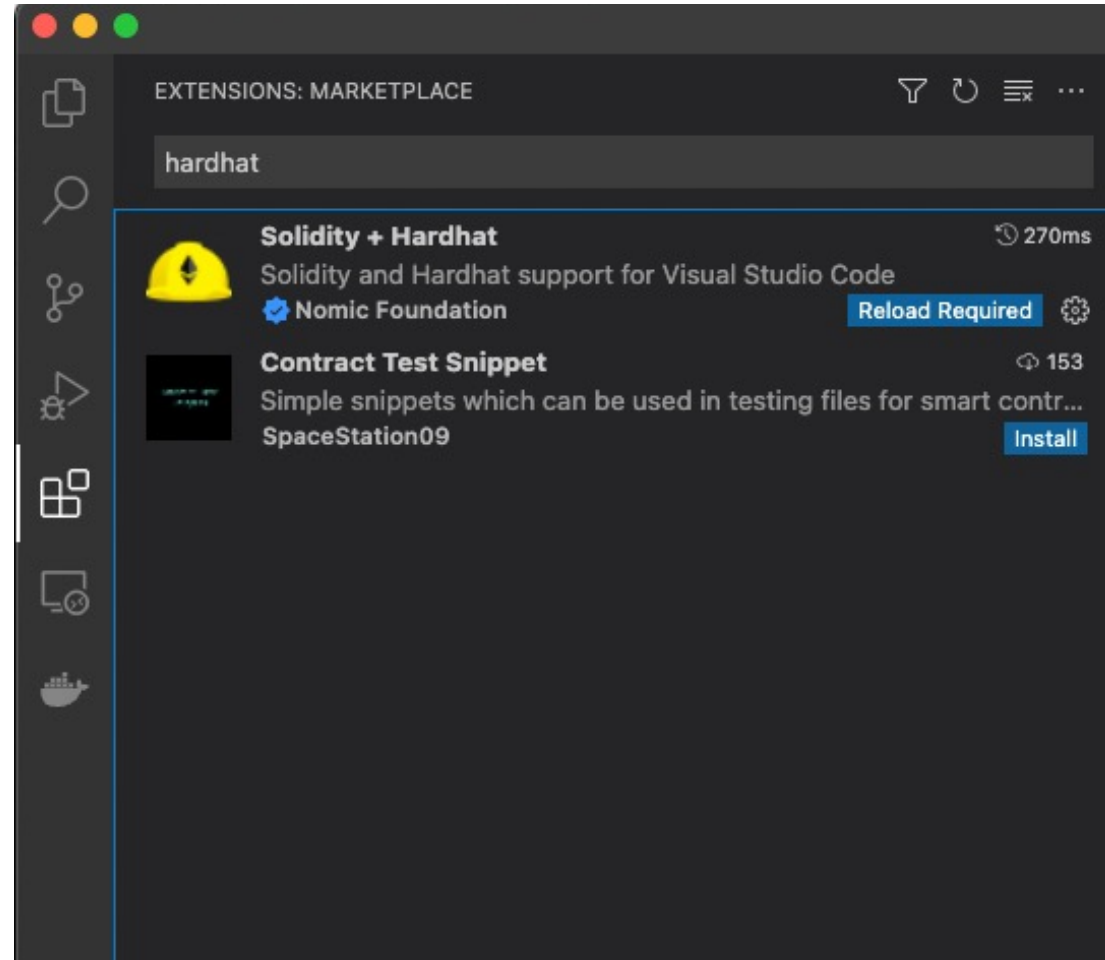 EXTENSIONS: MARKETPLACE
hardhat
Solidity + Hardhat 270ms
Solidity and Hardhat support for Visual Studio Code
Nomic Foundation Reload Required
Contract Test Snippet 153
Simple snippets which can be used in testing files for smart contr...
SpaceStation09 Install